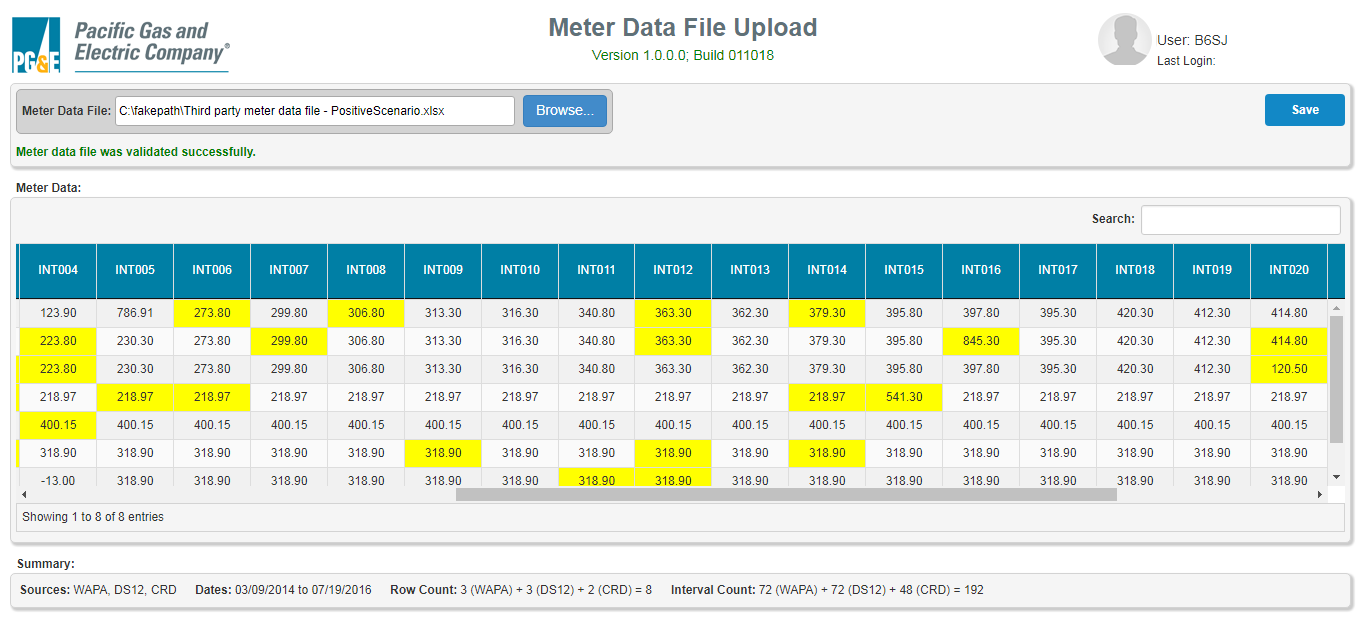 PG&E Pacific Gas and Electric Company®
Meter Data File Upload
Version 1.0.0.0; Build 011018
User: B6SJ
Last Login:
Meter Data File: C:\fakepath\Third party meter data file - PositiveScenario.xlsx Browse... Save
Meter data file was validated successfully.
Meter Data:
Search:
INT004 INT005 INT006 INT007 INT008 INT009 INT010 INT011 INT012 INT013 INT014 INT015 INT016 INT017 INT018 INT019 INT020
123.90 786.91 273.80 299.80 306.80 313.30 316.30 340.80 363.30 362.30 379.30 395.80 397.80 395.30 420.30 412.30 414.80
223.80 230.30 273.80 299.80 306.80 313.30 316.30 340.80 363.30 362.30 379.30 395.80 845.30 395.30 420.30 412.30 414.80
223.80 230.30 273.80 299.80 306.80 313.30 316.30 340.80 363.30 362.30 379.30 395.80 397.80 395.30 420.30 412.30 120.50
218.97 218.97 218.97 218.97 218.97 218.97 218.97 218.97 218.97 218.97 218.97 541.30 218.97 218.97 218.97 218.97 218.97
400.15 400.15 400.15 400.15 400.15 400.15 400.15 400.15 400.15 400.15 400.15 400.15 400.15 400.15 400.15 400.15 400.15
318.90 318.90 318.90 318.90 318.90 318.90 318.90 318.90 318.90 318.90 318.90 318.90 318.90 318.90 318.90 318.90 318.90
-13.00 318.90 318.90 318.90 318.90 318.90 318.90 318.90 318.90 318.90 318.90 318.90 318.90 318.90 318.90 318.90 318.90
Showing 1 to 8 of 8 entries
Summary:
Sources: WAPA, DS12, CRD Dates: 03/09/2014 to 07/19/2016 Row Count: 3 (WAPA) + 3 (DS12) + 2 (CRD) = 8 Interval Count: 72 (WAPA) + 72 (DS12) + 48 (CRD) = 192